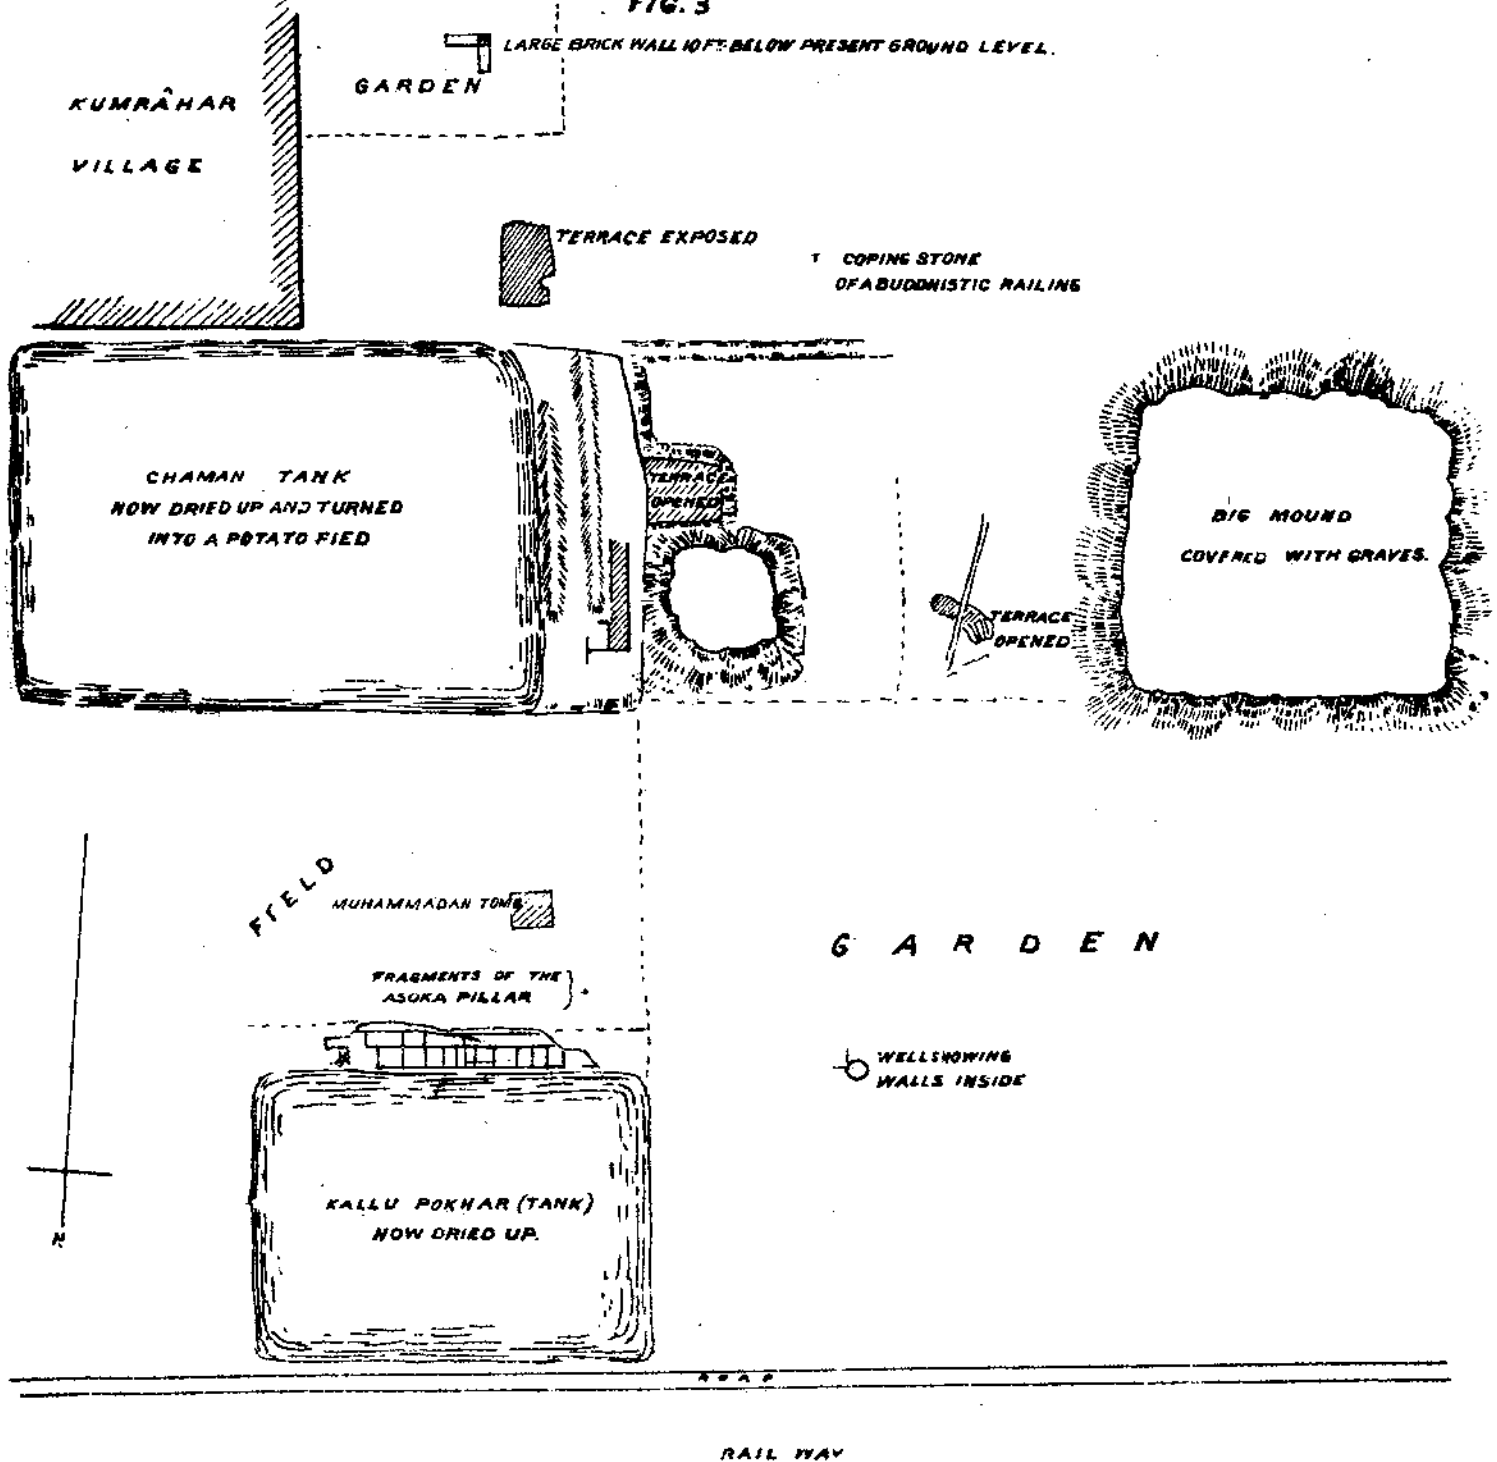 FIG. 3
LARGE BRICK WALL 10 FT. BELOW PRESENT GROUND LEVEL.
GARDEN
KUMRÂHAR
VILLAGE
TERRACE EXPOSED
COPING STONE
OF A BUDDHISTIC RAILING
CHAMAN TANK
NOW DRIED UP AND TURNED
INTO A POTATO FIED
TERRACE
OPENED
BIG MOUND
COVERED WITH GRAVES.
TERRACE
OPENED
FIELD
MUHAMMADAN TOMB
GARDEN
FRAGMENTS OF THE
ASOKA PILLAR
WELL SHOWING
WALLS INSIDE
KALLU POKHAR (TANK)
NOW DRIED UP.
N
ROAD
RAIL WAY